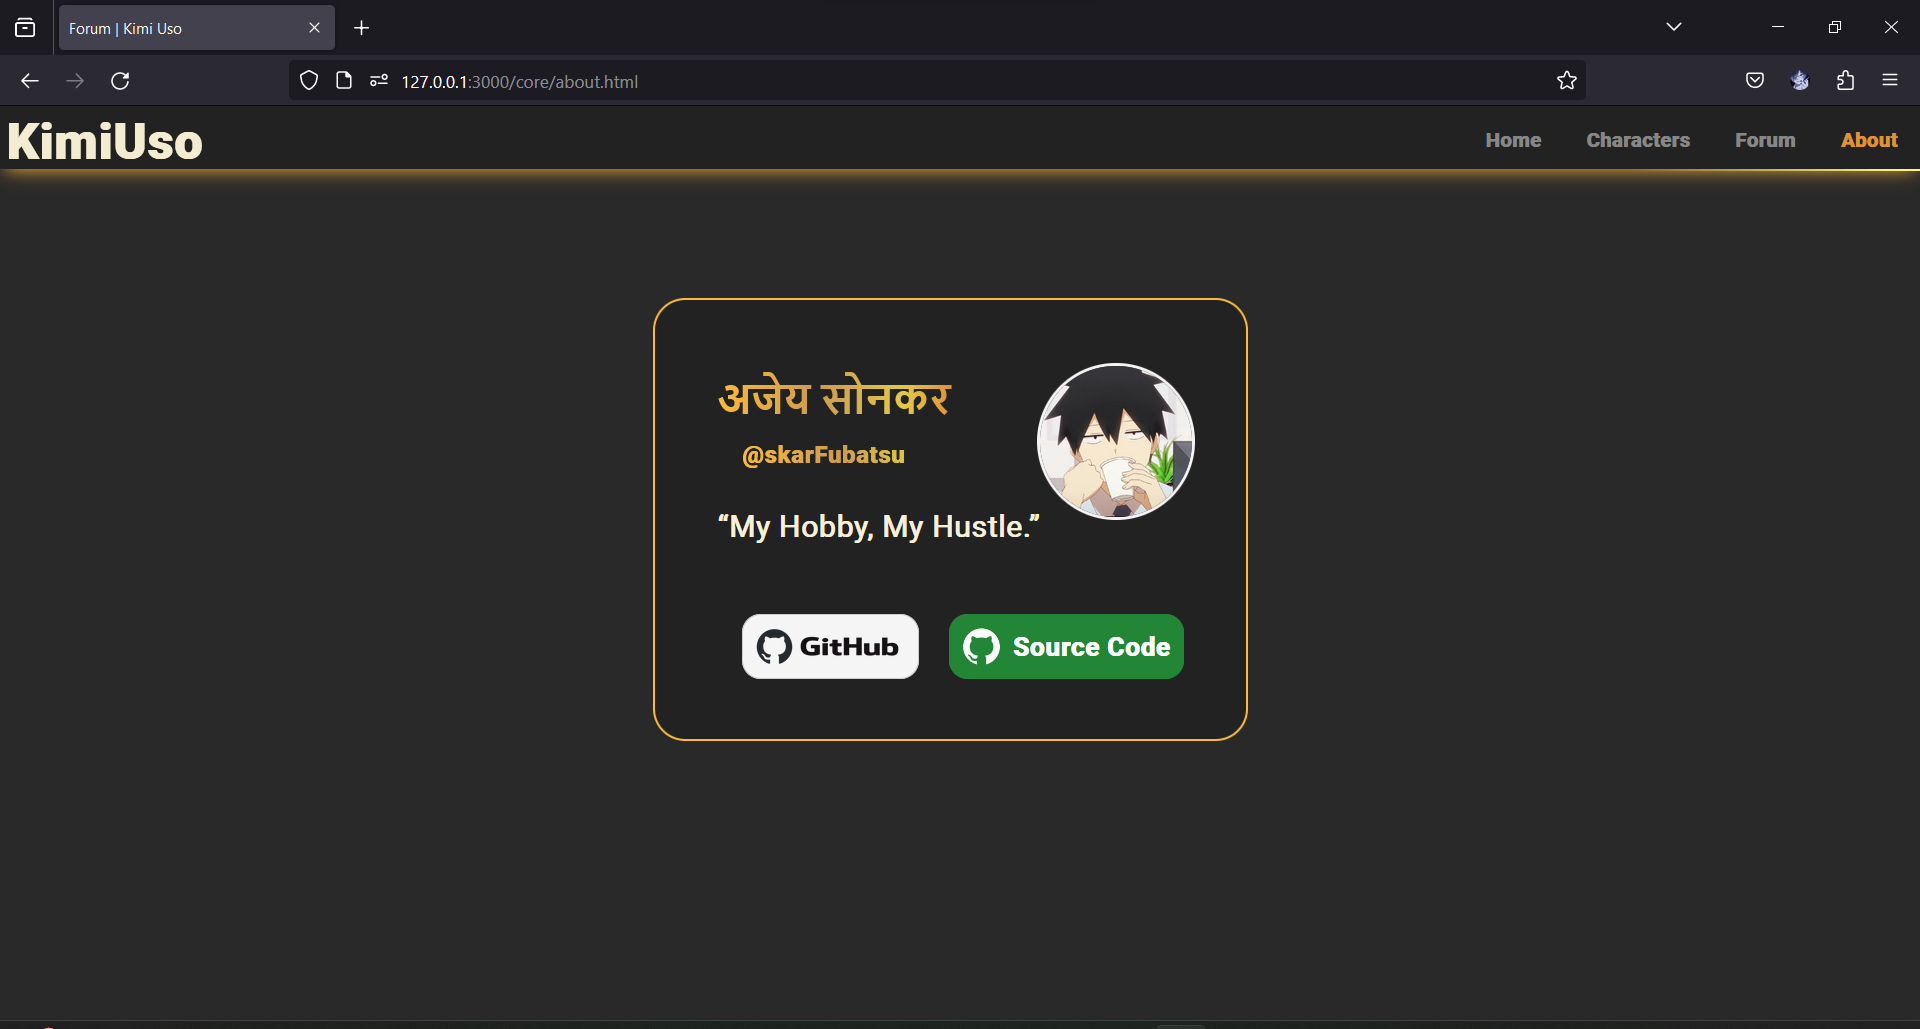 Forum | Kimi Uso
127.0.0.1:3000/core/about.html
KimiUso
Home
Characters
Forum
About
अजेय सोनकर
@skarFubatsu
“My Hobby, My Hustle.”
GitHub
Source Code